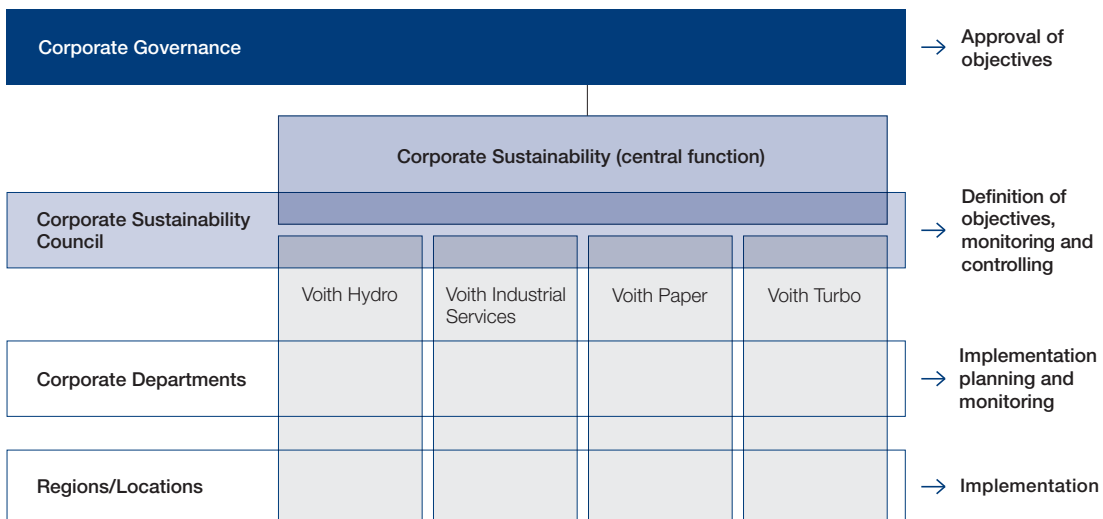 Corporate Governance
Approval of
objectives
Corporate Sustainability (central function)
Corporate Sustainability
Council
Definition of
objectives,
monitoring and
controlling
Voith Hydro
Voith Industrial
Services
Voith Paper
Voith Turbo
Corporate Departments
Implementation
planning and
monitoring
Regions/Locations
Implementation